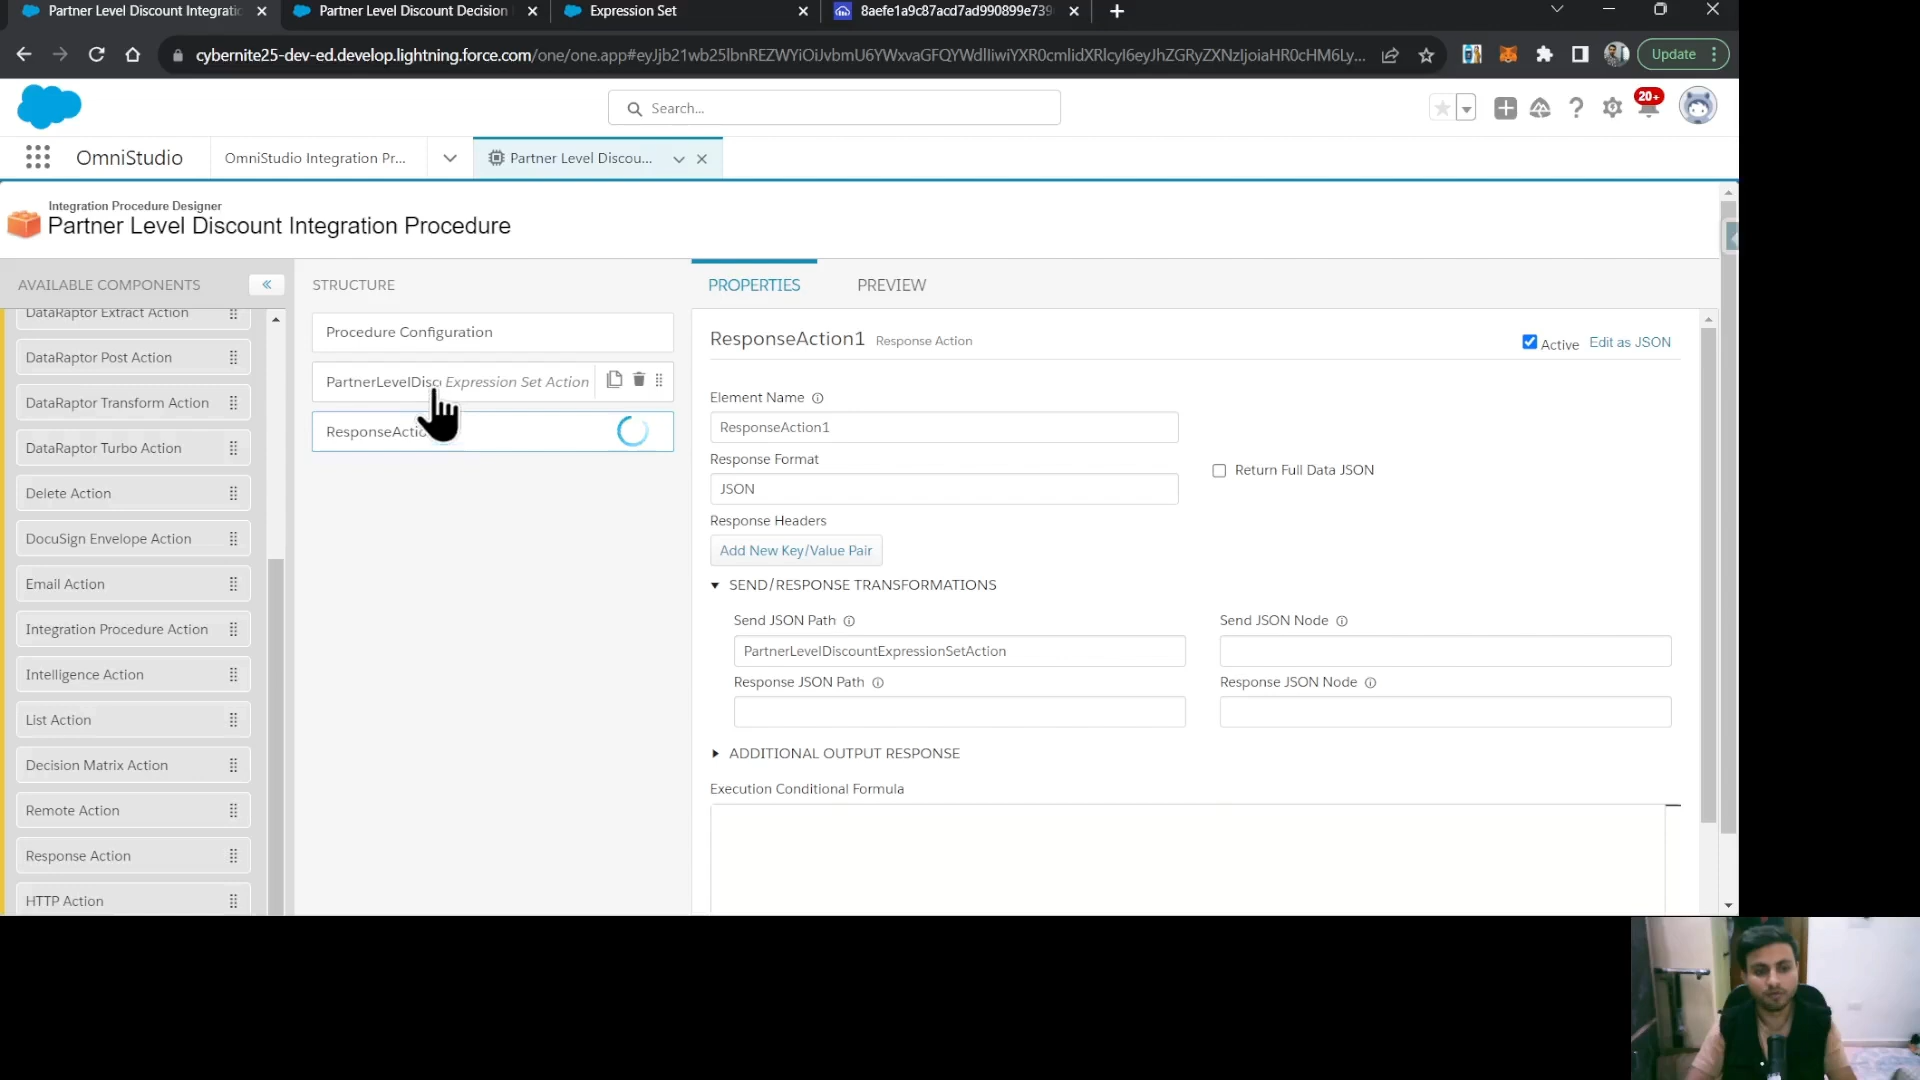 Partner Level Discount Integratio
Partner Level Discount Decision
Expression Set
8aefe1a9c87acd7ad990899e739
cybernite25-dev-ed.develop.lightning.force.com/one/one.app#
Update
Search...
20+
OmniStudio
OmniStudio Integration Pr...
Partner Level Discou...
Integration Procedure Designer
Partner Level Discount Integration Procedure
AVAILABLE COMPONENTS
STRUCTURE
PROPERTIES
PREVIEW
DataRaptor Extract Action
DataRaptor Post Action
DataRaptor Transform Action
DataRaptor Turbo Action
Delete Action
DocuSign Envelope Action
Email Action
Integration Procedure Action
Intelligence Action
List Action
Decision Matrix Action
Remote Action
Response Action
HTTP Action
Procedure Configuration
PartnerLevelDisc Expression Set Action
ResponseActio
ResponseAction1 Response Action
Active Edit as JSON
Element Name
ResponseAction1
Response Format
JSON
Return Full Data JSON
Response Headers
Add New Key/Value Pair
SEND/RESPONSE TRANSFORMATIONS
Send JSON Path
Send JSON Node
PartnerLevelDiscountExpressionSetAction
Response JSON Path
Response JSON Node
ADDITIONAL OUTPUT RESPONSE
Execution Conditional Formula